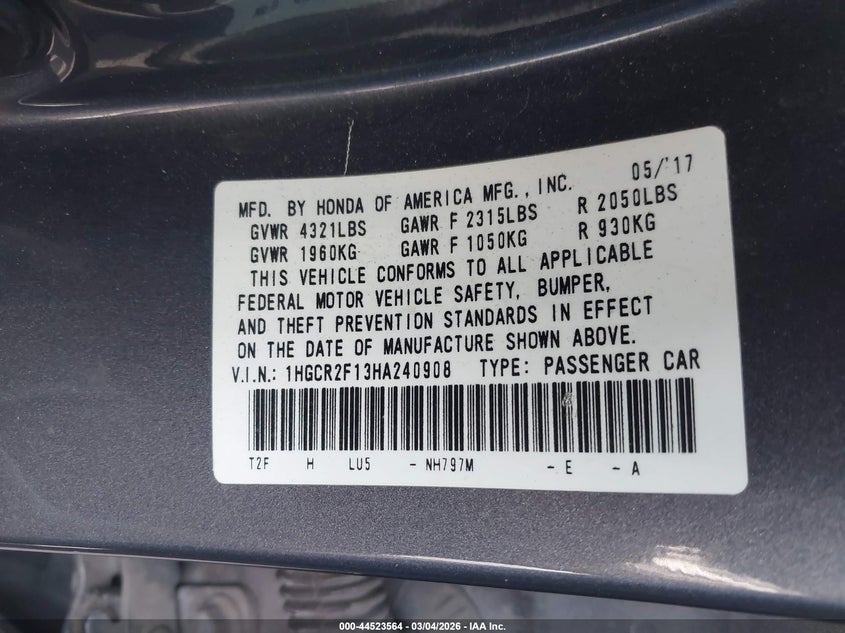 05/'17
MFD. BY HONDA OF AMERICA MFG., INC.
GVWR 4321LBS GAWR F 2315LBS R 2050LBS
GVWR 1960KG GAWR F 1050KG R 930KG
THIS VEHICLE CONFORMS TO ALL APPLICABLE
FEDERAL MOTOR VEHICLE SAFETY, BUMPER,
AND THEFT PREVENTION STANDARDS IN EFFECT
ON THE DATE OF MANUFACTURE SHOWN ABOVE.
V.I.N.: 1HGCR2F13HA240908 TYPE: PASSENGER CAR
T2F H LU5 - NH797M - E - A
000-44523564 - 03/04/2026 - IAA Inc.